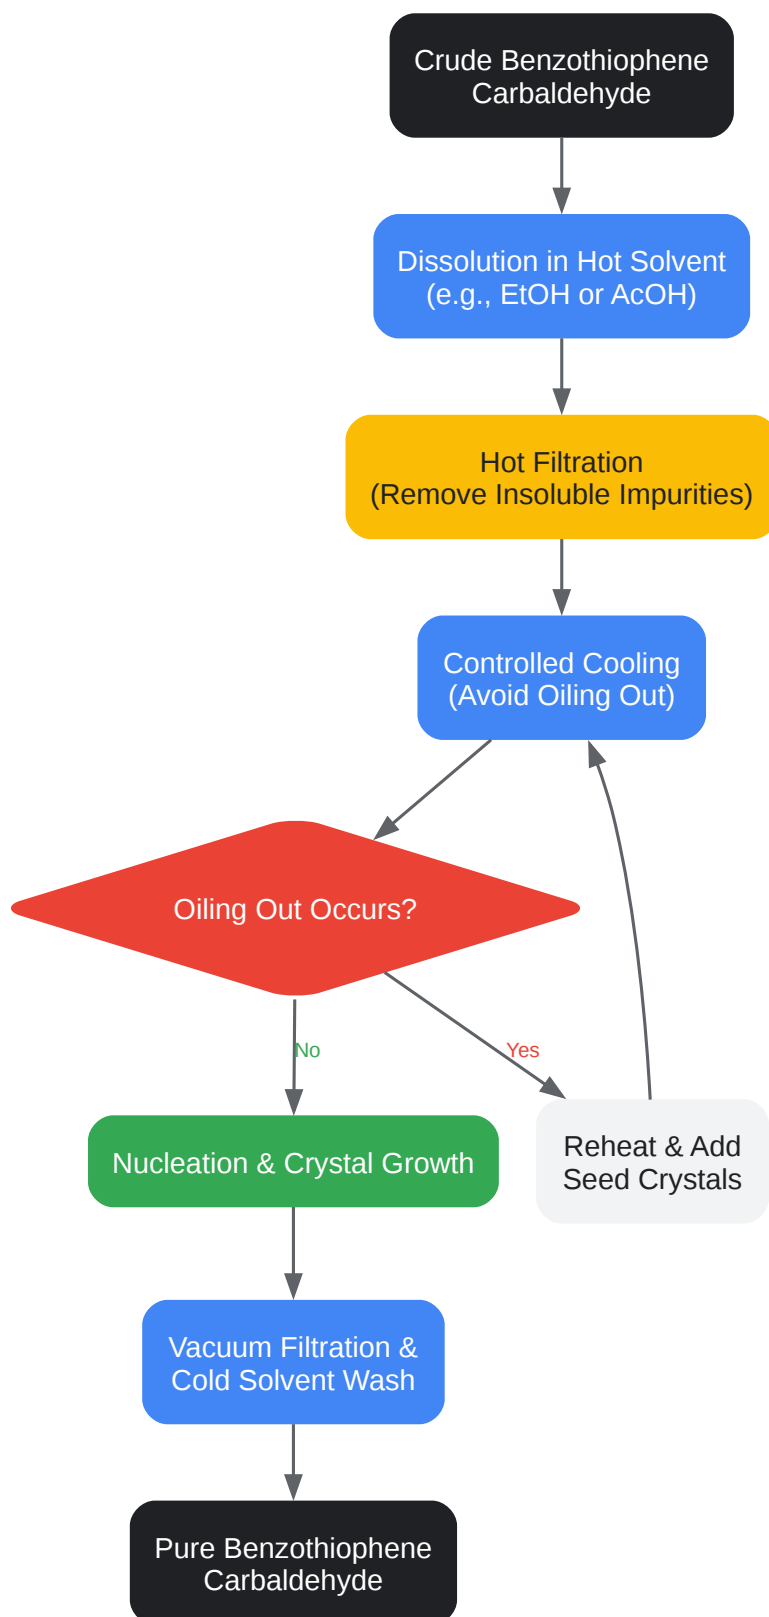 Crude Benzothiophene
Carbaldehyde
Dissolution in Hot Solvent
(e.g., EtOH or AcOH)
Hot Filtration
(Remove Insoluble Impurities)
Controlled Cooling
(Avoid Oiling Out)
Oiling Out Occurs?
No
Yes
Nucleation & Crystal Growth
Reheat & Add
Seed Crystals
Vacuum Filtration &
Cold Solvent Wash
Pure Benzothiophene
Carbaldehyde